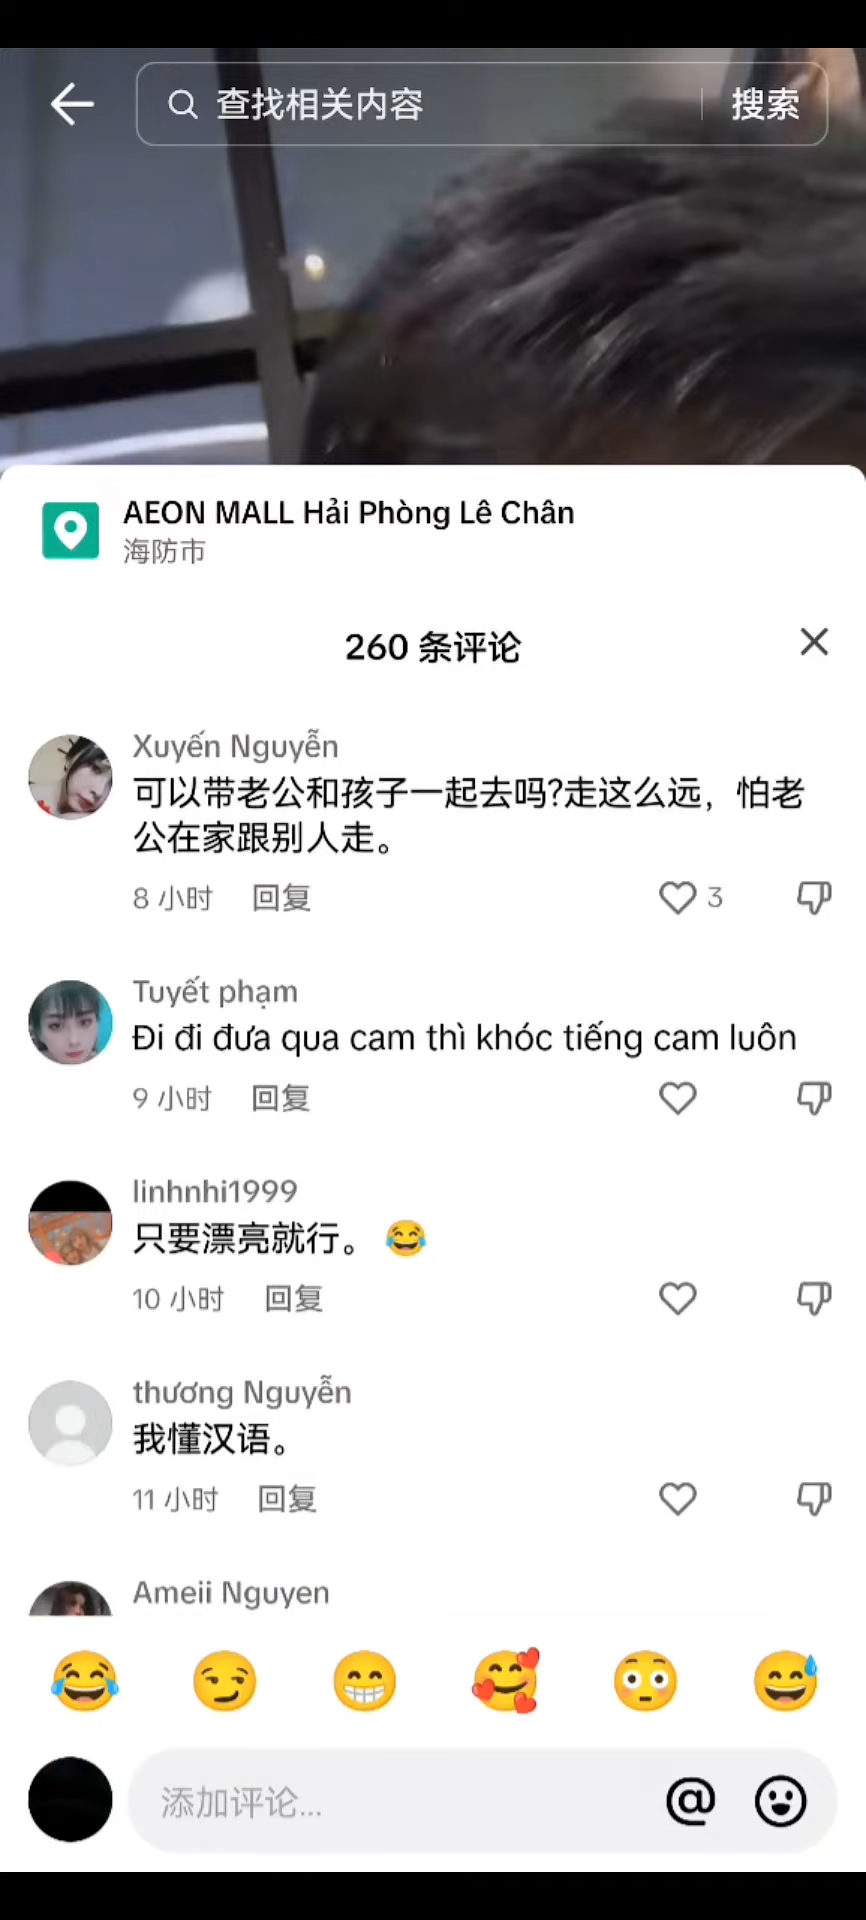 查找相关内容
搜索
AEON MALL Hải Phòng Lê Chân
海防市
260 条评论
Xuyến Nguyễn
可以带老公和孩子一起去吗?走这么远，怕老
公在家跟别人走。
8 小时 回复 3
Tuyết phạm
Đi đi đưa qua cam thì khóc tiếng cam luôn
9 小时 回复
linhnhi1999
只要漂亮就行。😂
10 小时 回复
thương Nguyễn
我懂汉语。
11 小时 回复
Ameii Nguyen
😂 😏 😁 🥰 😳 😅
添加评论... @